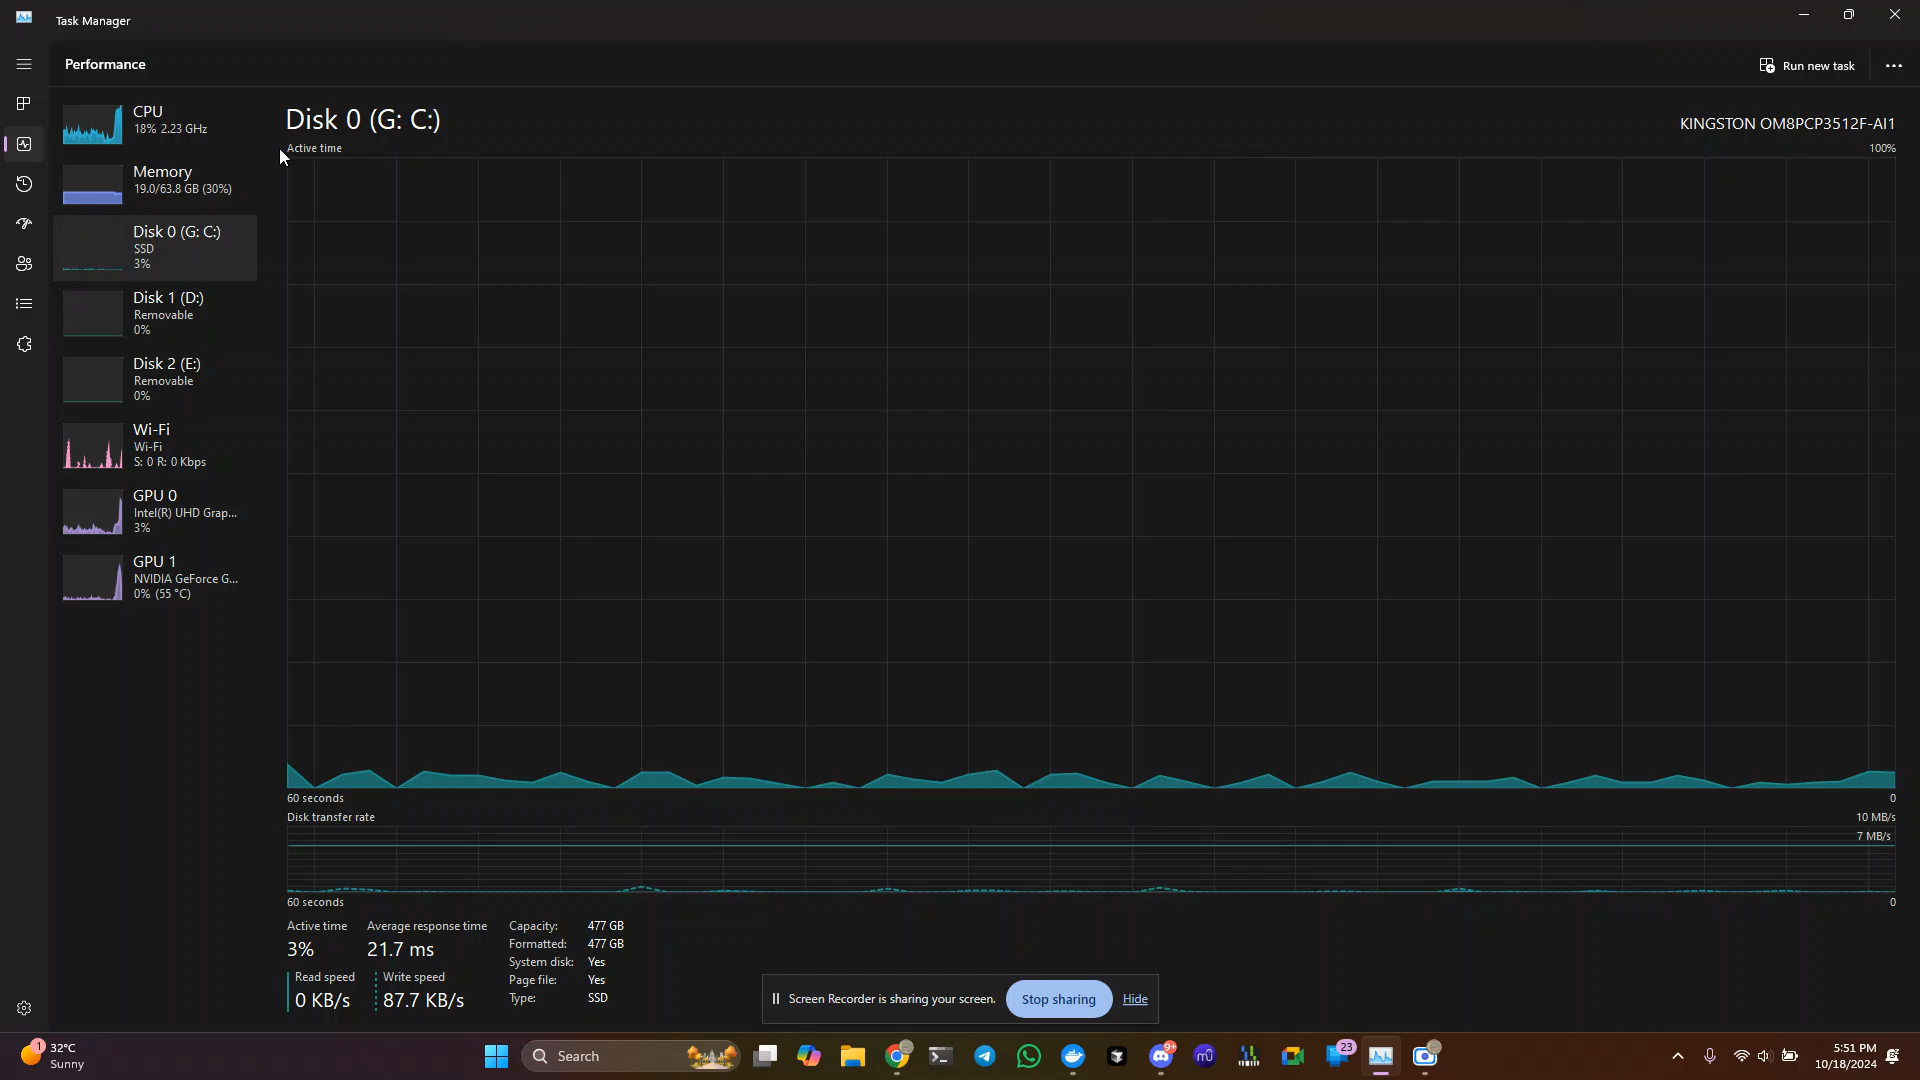 Task Manager
Performance
Run new task
CPU
18% 2.23 GHz
Memory
19.0/63.8 GB (30%)
Disk 0 (G: C:)
SSD
3%
Disk 1 (D:)
Removable
0%
Disk 2 (E:)
Removable
0%
Wi-Fi
Wi-Fi
S: 0 R: 0 Kbps
GPU 0
Intel(R) UHD Grap...
3%
GPU 1
NVIDIA GeForce G...
0% (55 °C)
Disk 0 (G: C:)
KINGSTON OM8PCP3512F-AI1
Active time
100%
60 seconds
0
Disk transfer rate
10 MB/s
7 MB/s
60 seconds
0
Active time
3%
Average response time
21.7 ms
Read speed
0 KB/s
Write speed
87.7 KB/s
Capacity: 477 GB
Formatted: 477 GB
System disk: Yes
Page file: Yes
Type: SSD
Screen Recorder is sharing your screen.
Stop sharing
Hide
1
32°C
Sunny
Search
9+
mū
23
5:51 PM
10/18/2024